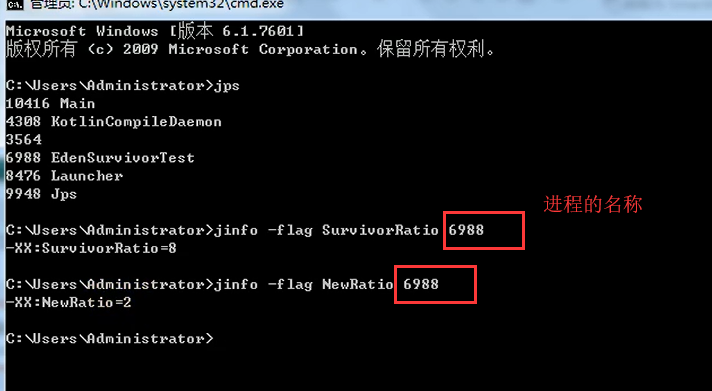 管理员: C:\Windows\system32\cmd.exe
Microsoft Windows [版本 6.1.7601]
版权所有 (c) 2009 Microsoft Corporation。保留所有权利。
C:\Users\Administrator>jps
10416 Main
4308 KotlinCompileDaemon
3564
6988 EdenSurvivorTest
8476 Launcher
9948 Jps
进程的名称
C:\Users\Administrator>jinfo -flag SurvivorRatio 6988
-XX:SurvivorRatio=8
C:\Users\Administrator>jinfo -flag NewRatio 6988
-XX:NewRatio=2
C:\Users\Administrator>